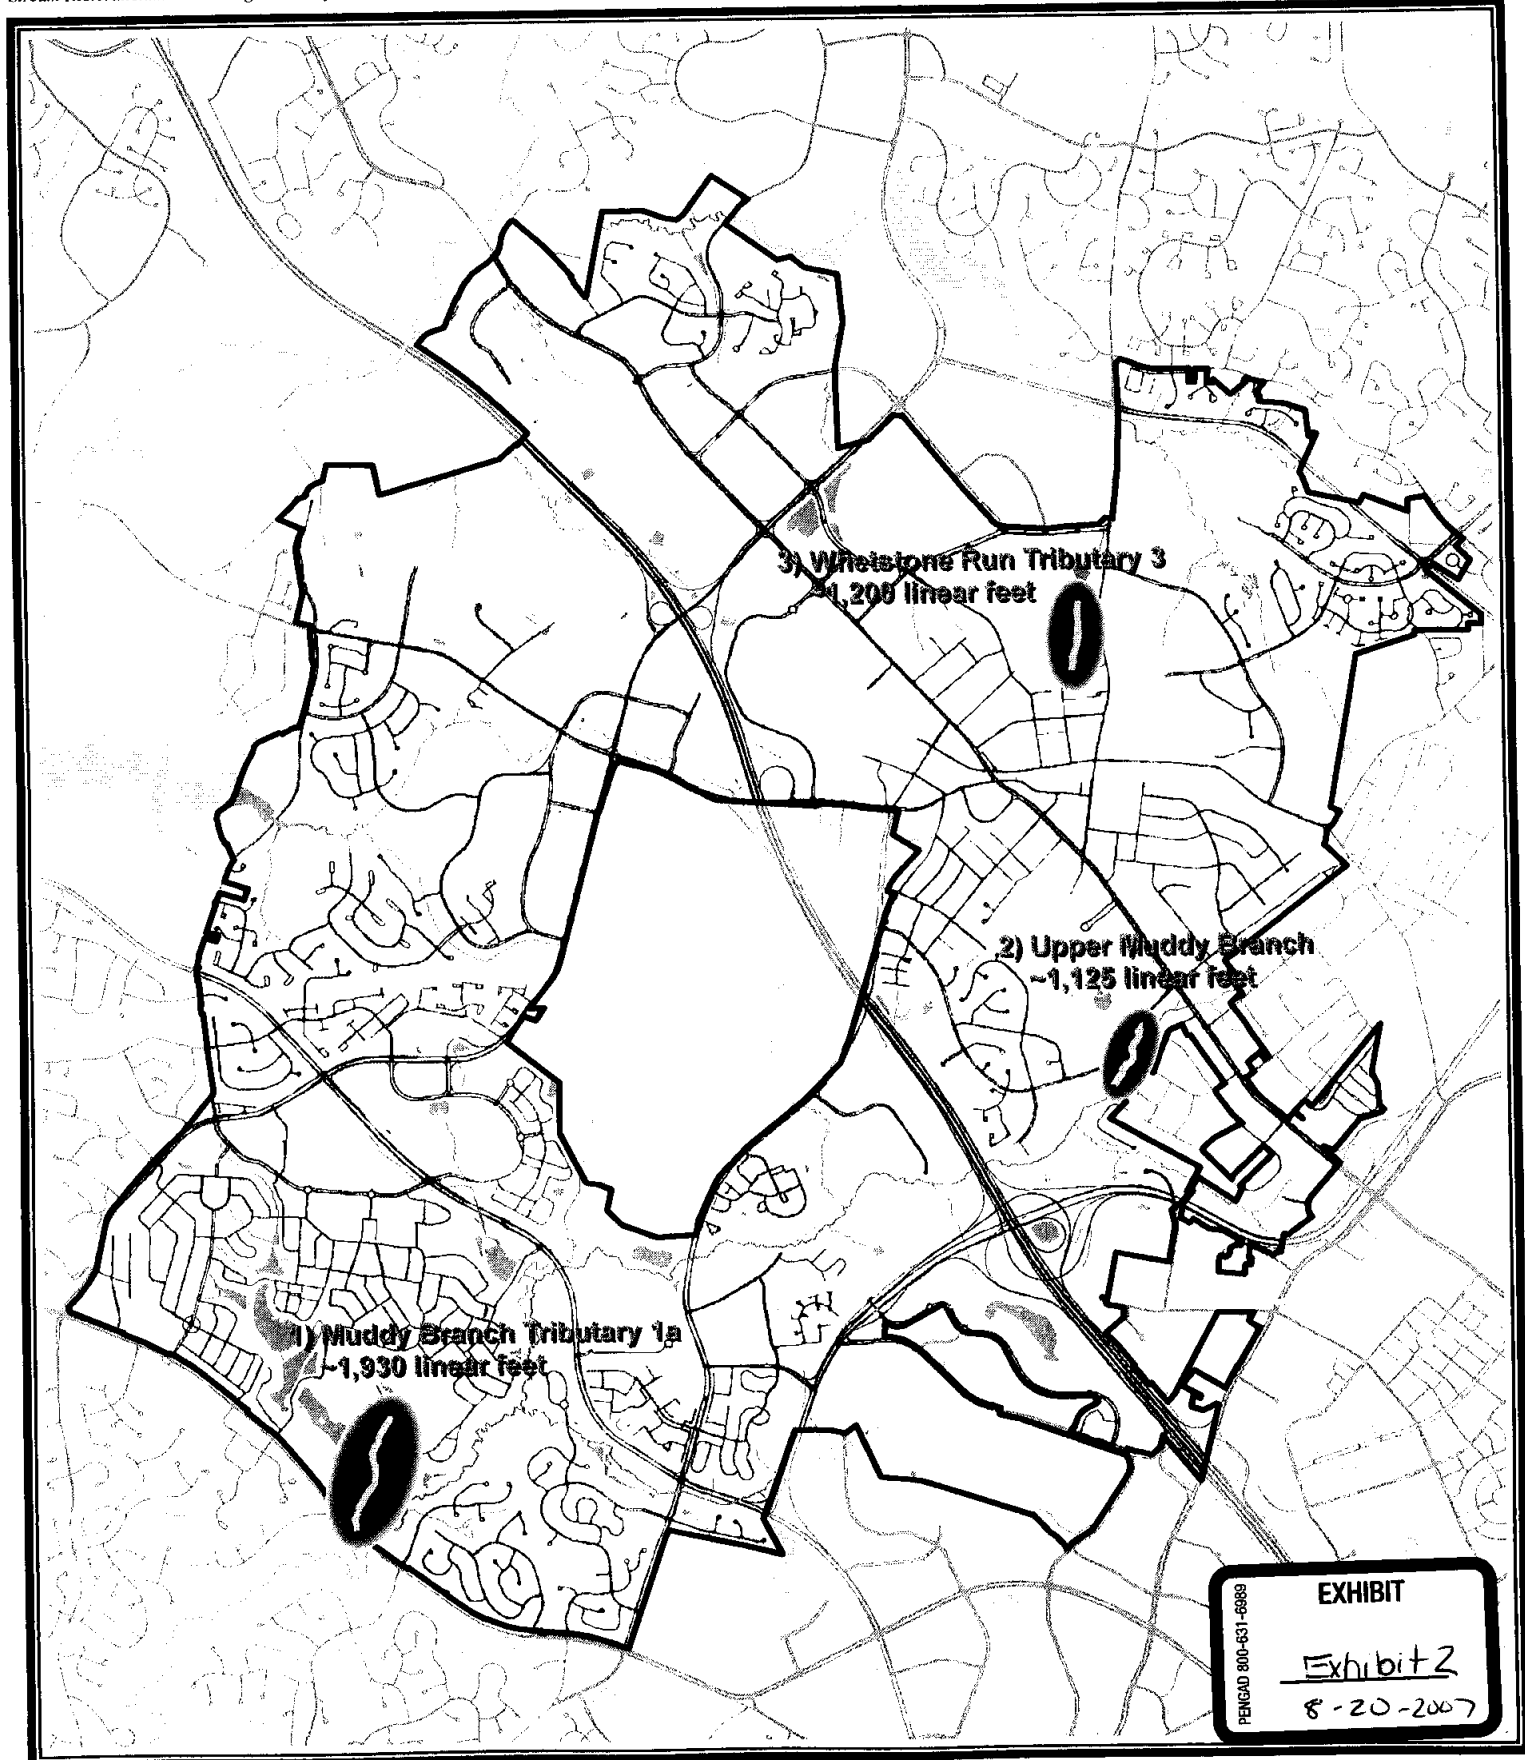 3) Whetstone Run Tributary 3
~1,200 linear feet
2) Upper Muddy Branch
~1,125 linear feet
1) Muddy Branch Tributary 1a
~1,930 linear feet
PENGAD 800-631-6989
EXHIBIT
Exhibit 2
8-20-2007